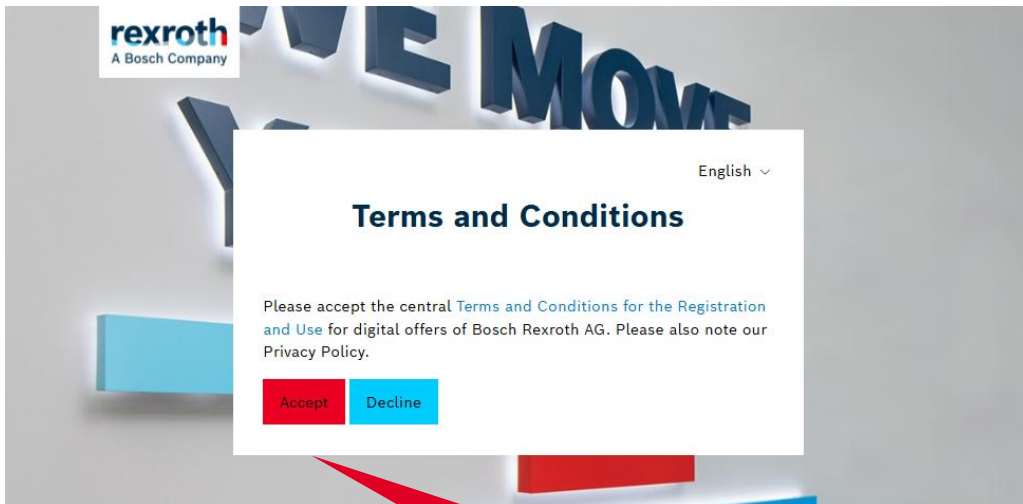 rexroth
A Bosch Company
WE MOVE
English
Terms and Conditions
Please accept the central Terms and Conditions for the Registration
and Use for digital offers of Bosch Rexroth AG. Please also note our
Privacy Policy.
Accept Decline